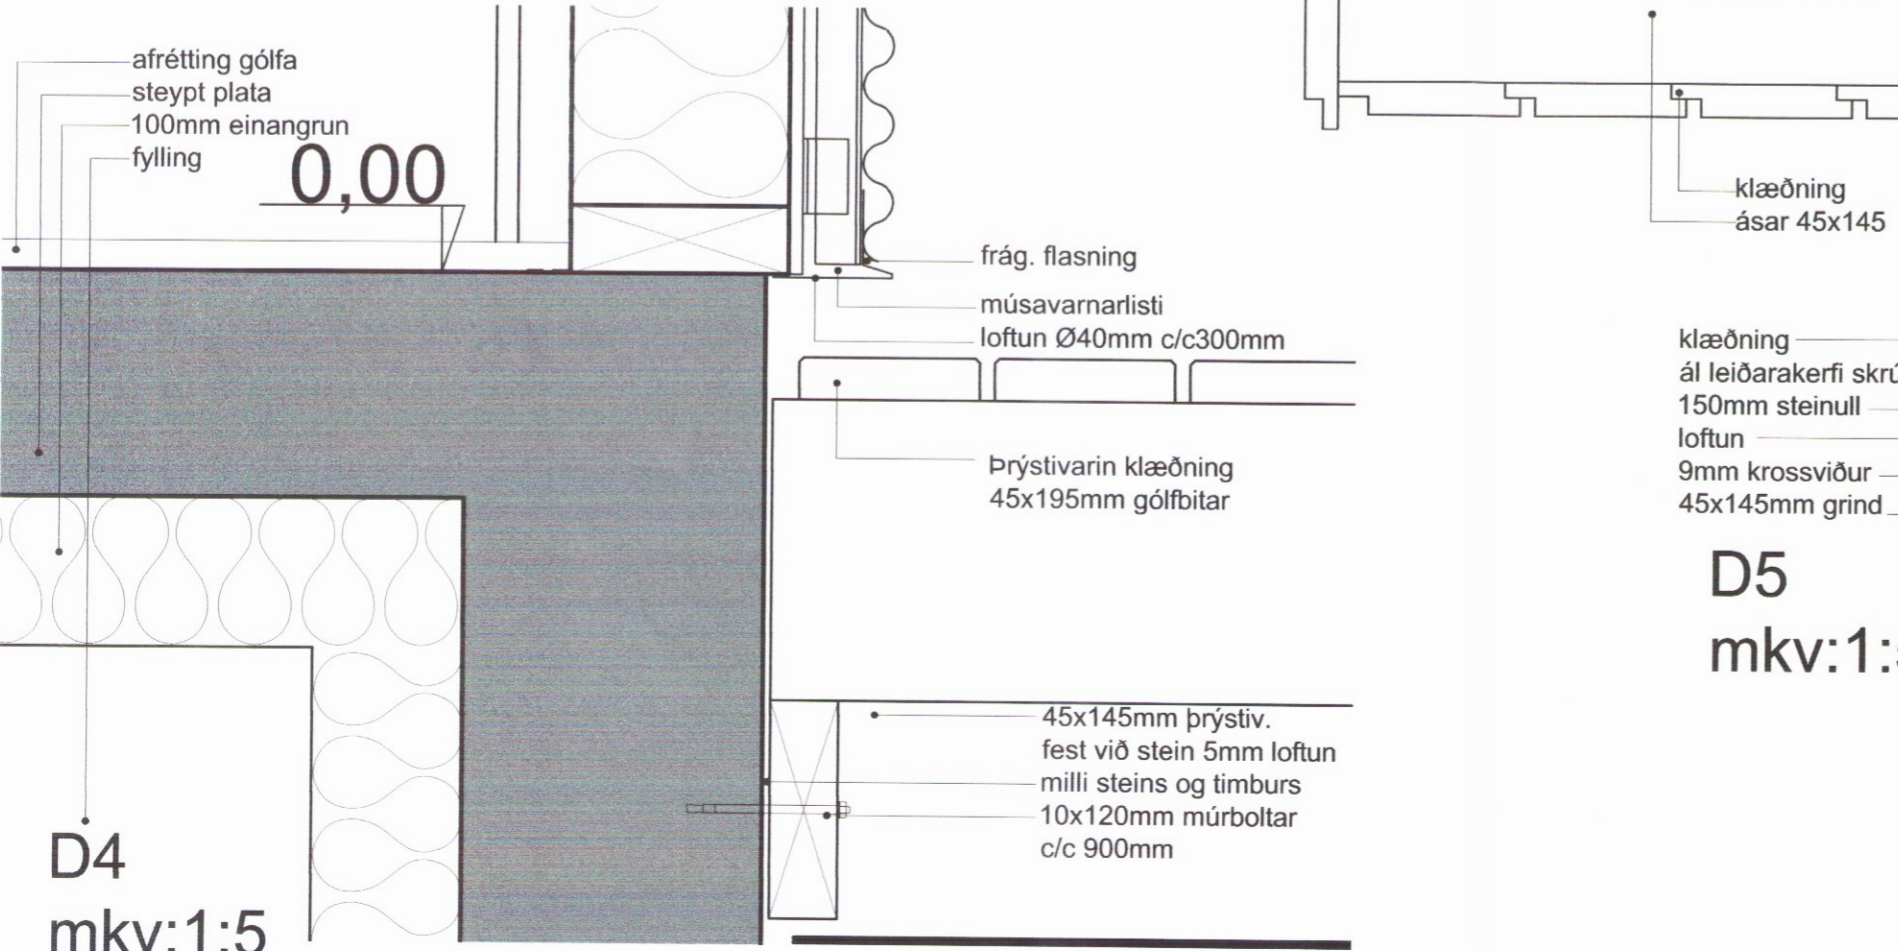 afrétting gólfa
steypt plata
100mm einangrun
fylling
0,00
frág. flasning
músavarnarlisti
loftun Ø40mm c/c300mm
Þrýstivarin klæðning
45x195mm gólfbitar
45x145mm þrýstiv.
fest við stein 5mm loftun
milli steins og timburs
10x120mm múrboltar
c/c 900mm
D4
mkv:1:5
klæðning
ásar 45x145
klæðning
ál leiðarakerfi
150mm steinull
loftun
9mm krossviður
45x145mm grind
D5
mkv:1: